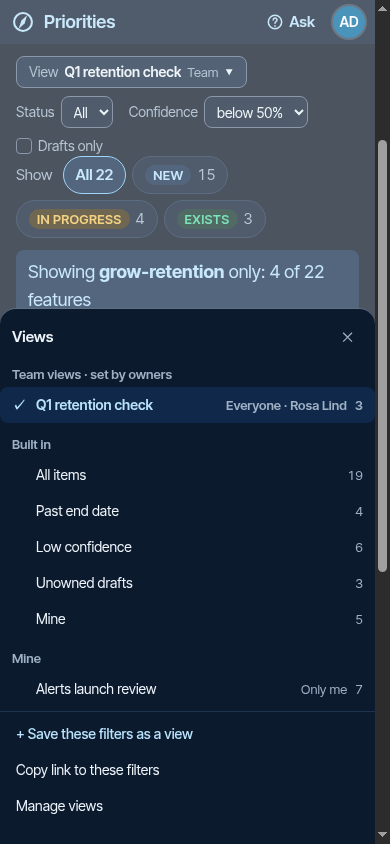 Priorities Ask AD
View Q1 retention check Team ▼
Status All Confidence below 50%
Drafts only
Show All 22 NEW 15
IN PROGRESS 4 EXISTS 3
Showing grow-retention only: 4 of 22
features
Views ×
Team views · set by owners
✓ Q1 retention check Everyone · Rosa Lind 3
Built in
All items 19
Past end date 4
Low confidence 6
Unowned drafts 3
Mine 5
Mine
Alerts launch review Only me 7
+ Save these filters as a view
Copy link to these filters
Manage views